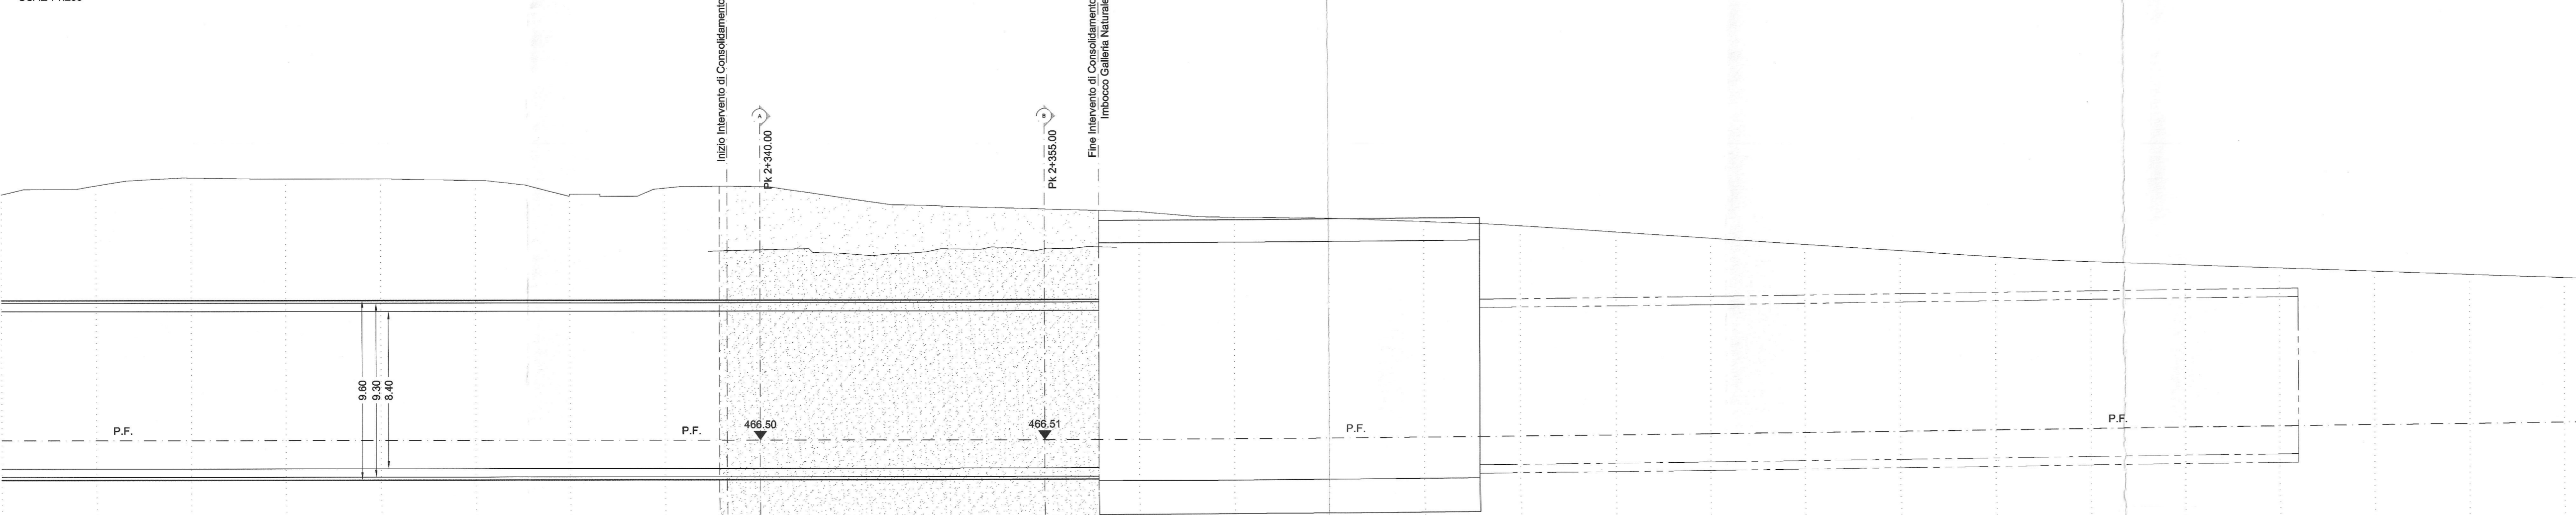 Inizio Intervento di Consolidamento
A
Pk 2+340.00
B
Pk 2+355.00
Fine Intervento di Consolidamento
Imbocco Galleria Naturale
9.60
9.30
8.40
P.F.
P.F.
466.50
466.51
P.F.
P.F.